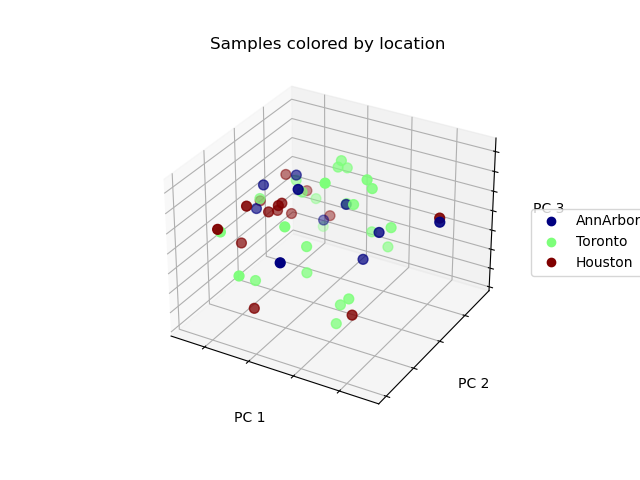 Samples colored by location
PC 3
AnnArbor
Toronto
Houston
PC 2
PC 1